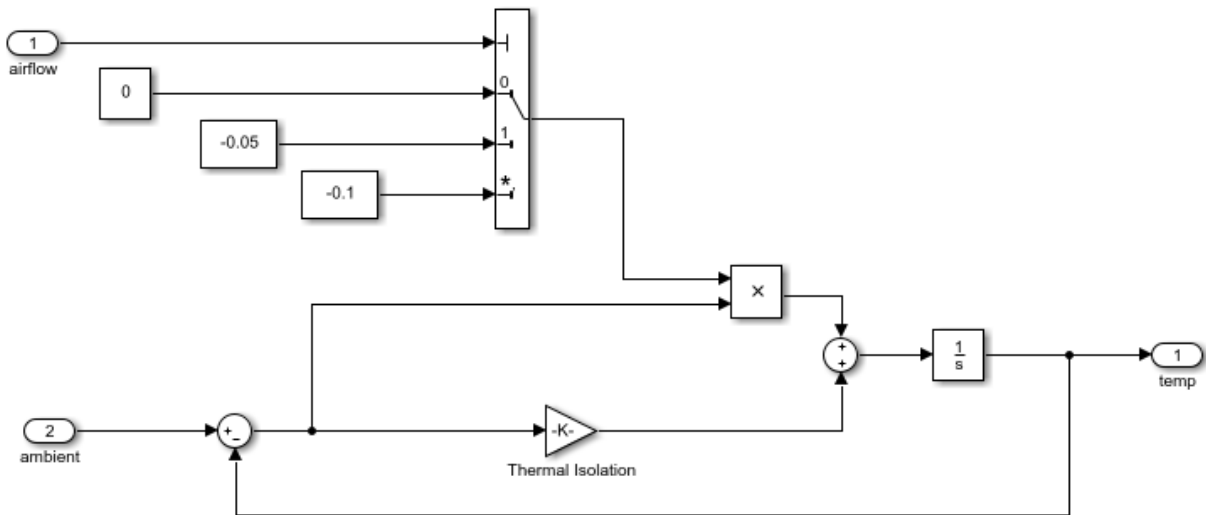 1
airflow
0
0
-0.05
1
-0.1
*,
×
+
+
1
s
1
temp
2
ambient
+
−
-K-
Thermal Isolation